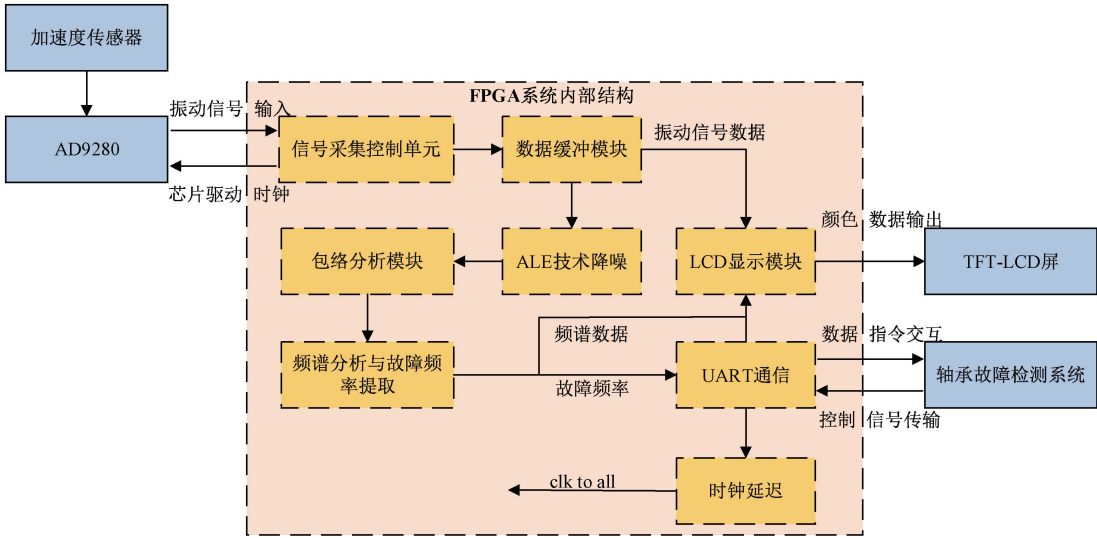 加速度传感器
FPGA系统内部结构
振动信号 输入
AD9280
信号采集控制单元
数据缓冲模块
振动信号数据
芯片驱动 时钟
颜色 数据输出
包络分析模块
ALE技术降噪
LCD显示模块
TFT-LCD屏
频谱数据
数据 指令交互
频谱分析与故障频
率提取
故障频率
UART通信
轴承故障检测系统
控制 信号传输
clk to all
时钟延迟